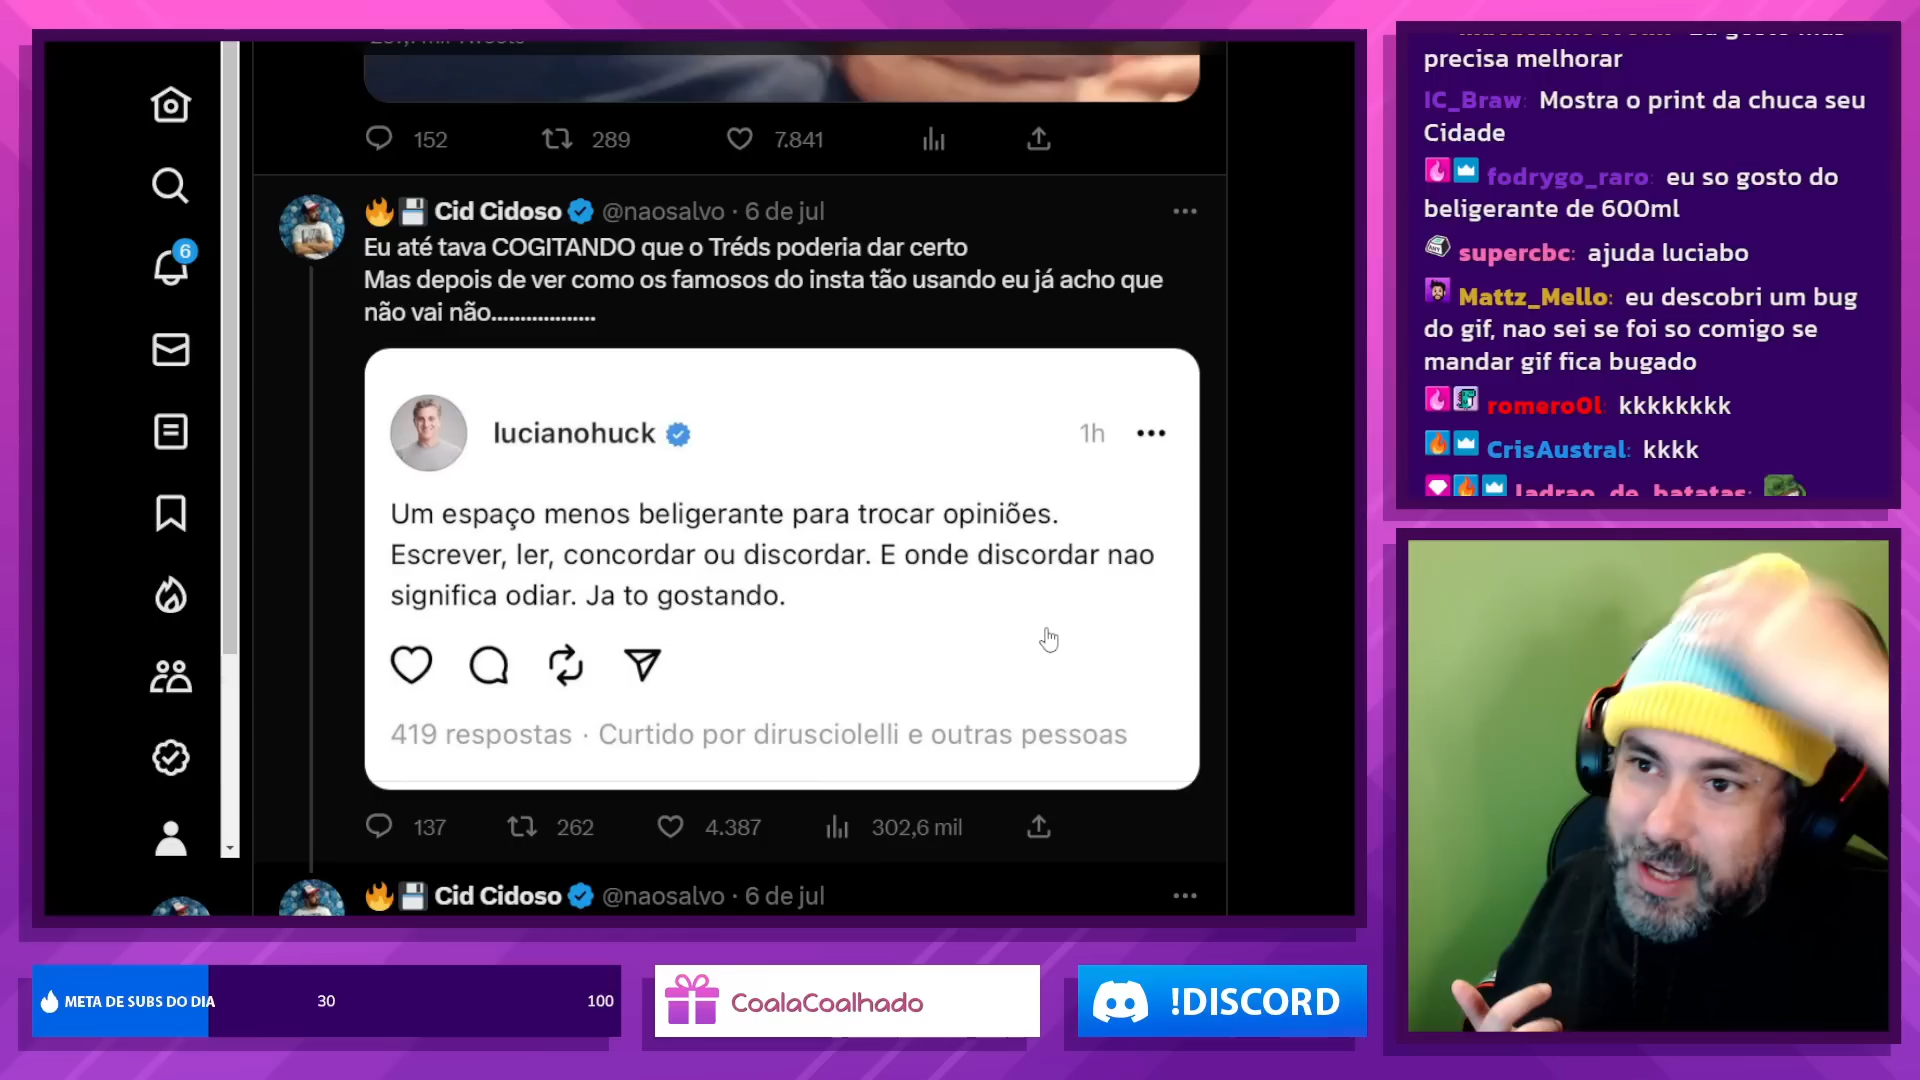 152
289
7.841
Cid Cidoso @naosalvo · 6 de jul
Eu até tava COGITANDO que o Tréds poderia dar certo
Mas depois de ver como os famosos do insta tão usando eu já acho que
não vai não..................
6
lucianohuck
1h
Um espaço menos beligerante para trocar opiniões.
Escrever, ler, concordar ou discordar. E onde discordar nao
significa odiar. Ja to gostando.
419 respostas · Curtido por dirusciolelli e outras pessoas
137
262
4.387
302,6 mil
Cid Cidoso @naosalvo · 6 de jul
precisa melhorar
IC_Braw: Mostra o print da chuca seu
Cidade
fodrygo_raro: eu so gosto do
beligerante de 600ml
supercbc: ajuda luciabo
Mattz_Mello: eu descobri um bug
do gif, nao sei se foi so comigo se
mandar gif fica bugado
romero0l: kkkkkkkk
CrisAustral: kkkk
ladrao_de_batatas:
META DE SUBS DO DIA
30
100
CoalaCoalhado
!DISCORD